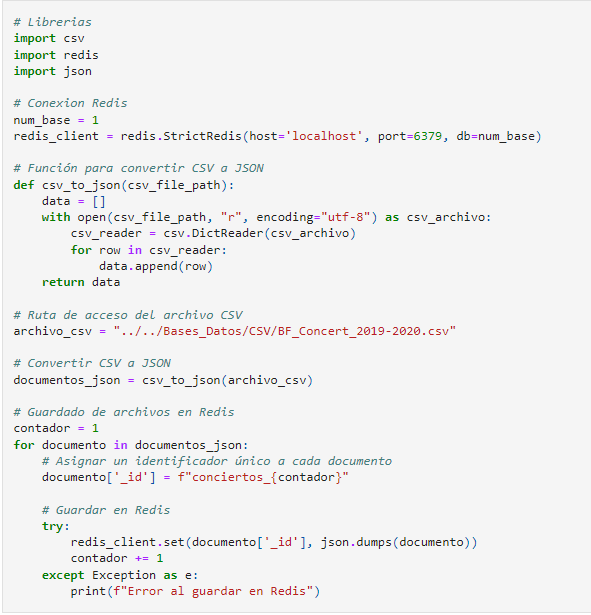 # Librerias
import csv
import redis
import json

# Conexion Redis
num_base = 1
redis_client = redis.StrictRedis(host='localhost', port=6379, db=num_base)

# Función para convertir CSV a JSON
def csv_to_json(csv_file_path):
    data = []
    with open(csv_file_path, "r", encoding="utf-8") as csv_archivo:
        csv_reader = csv.DictReader(csv_archivo)
        for row in csv_reader:
            data.append(row)
    return data

# Ruta de acceso del archivo CSV
archivo_csv = "../../Bases_Datos/CSV/BF_Concert_2019-2020.csv"

# Convertir CSV a JSON
documentos_json = csv_to_json(archivo_csv)

# Guardado de archivos en Redis
contador = 1
for documento in documentos_json:
    # Asignar un identificador único a cada documento
    documento['_id'] = f"conciertos_{contador}"

    # Guardar en Redis
    try:
        redis_client.set(documento['_id'], json.dumps(documento))
        contador += 1
    except Exception as e:
        print(f"Error al guardar en Redis")